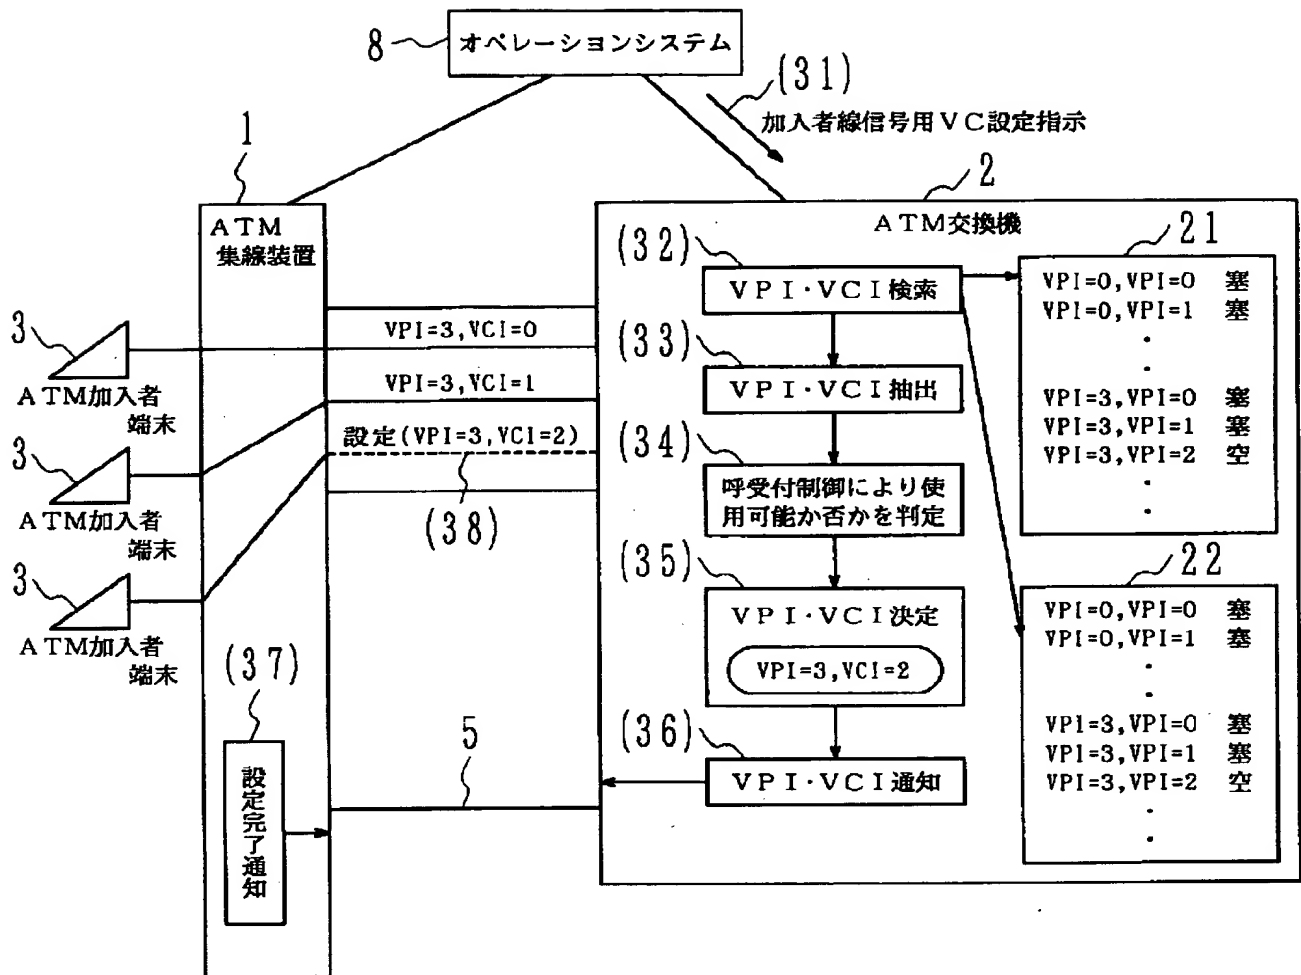 8
オペレーションシステム
(31)
加入者線信号用VC設定指示
1
ATM
集線装置
3
ATM加入者
端末
3
ATM加入者
端末
3
ATM加入者
端末
VPI=3,VCI=0
VPI=3,VCI=1
設定(VPI=3,VCI=2)
(38)
(37)
設定完了通知
5
2
ATM交換機
(32)
VPI・VCI検索
(33)
VPI・VCI抽出
(34)
呼受付制御により使
用可能か否かを判定
(35)
VPI・VCI決定
VPI=3,VCI=2
(36)
VPI・VCI通知
21
VPI=0,VPI=0 塞
VPI=0,VPI=1 塞
・
・
VPI=3,VPI=0 塞
VPI=3,VPI=1 塞
VPI=3,VPI=2 空
・
・
22
VPI=0,VPI=0 塞
VPI=0,VPI=1 塞
・
・
VPI=3,VPI=0 塞
VPI=3,VPI=1 塞
VPI=3,VPI=2 空
・
・